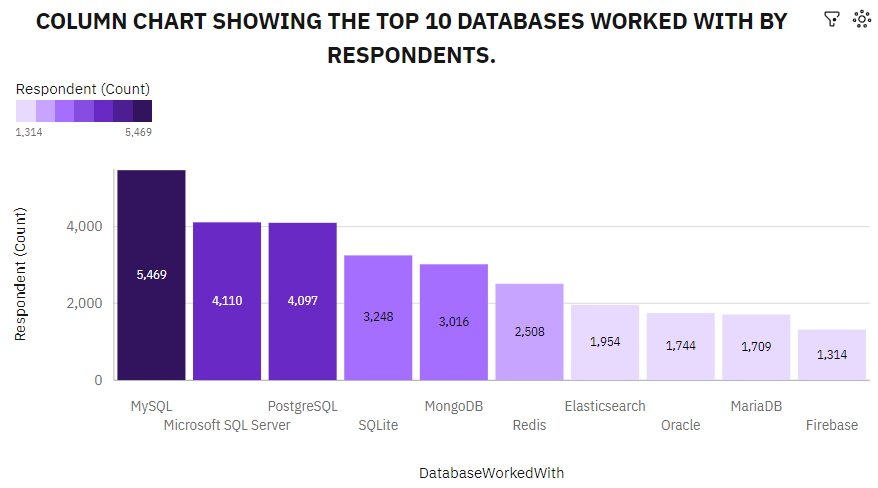 COLUMN CHART SHOWING THE TOP 10 DATABASES WORKED WITH BY
RESPONDENTS.
Respondent (Count)
1,314 5,469
Respondent (Count)
4,000
2,000
0
5,469
4,110
4,097
3,248
3,016
2,508
1,954
1,744
1,709
1,314
MySQL PostgreSQL MongoDB Elasticsearch MariaDB
Microsoft SQL Server SQLite Redis Oracle Firebase
DatabaseWorkedWith